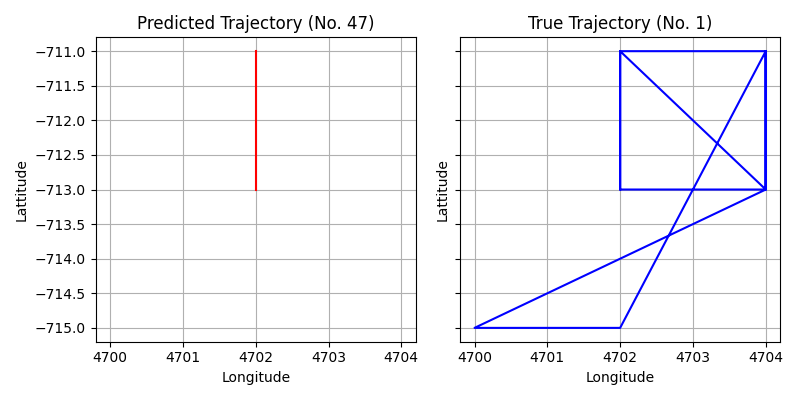 Predicted Trajectory (No. 47)
True Trajectory (No. 1)
Lattitude
−711.0
−711.5
−712.0
−712.5
−713.0
−713.5
−714.0
−714.5
−715.0
4700 4701 4702 4703 4704
Longitude
Lattitude
4700 4701 4702 4703 4704
Longitude